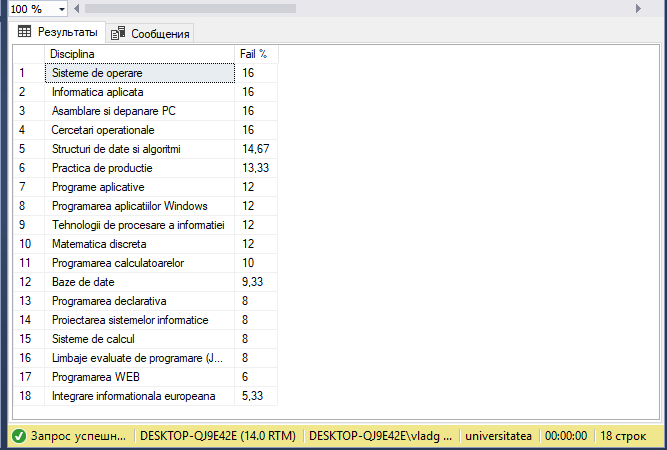 100 %
Результаты Сообщения
Disciplina Fail %
1 Sisteme de operare 16
2 Informatica aplicata 16
3 Asamblare si depanare PC 16
4 Cercetari operationale 16
5 Structuri de date si algoritmi 14,67
6 Practica de productie 13,33
7 Programe aplicative 12
8 Programarea aplicatiilor Windows 12
9 Tehnologii de procesare a informatiei 12
10 Matematica discreta 12
11 Programarea calculatoarelor 10
12 Baze de date 9,33
13 Programarea declarativa 8
14 Proiectarea sistemelor informatice 8
15 Sisteme de calcul 8
16 Limbaje evaluate de programare (J... 8
17 Programarea WEB 6
18 Integrare informationala europeana 5,33
Запрос успешн... DESKTOP-QJ9E42E (14.0 RTM) DESKTOP-QJ9E42E\vladg ... universitatea 00:00:00 18 строк